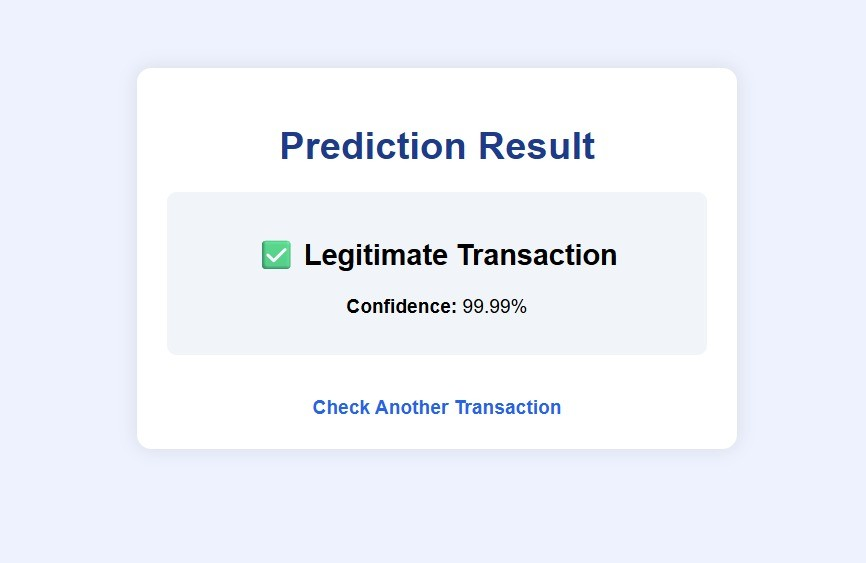 Prediction Result
✅ Legitimate Transaction
Confidence: 99.99%
Check Another Transaction